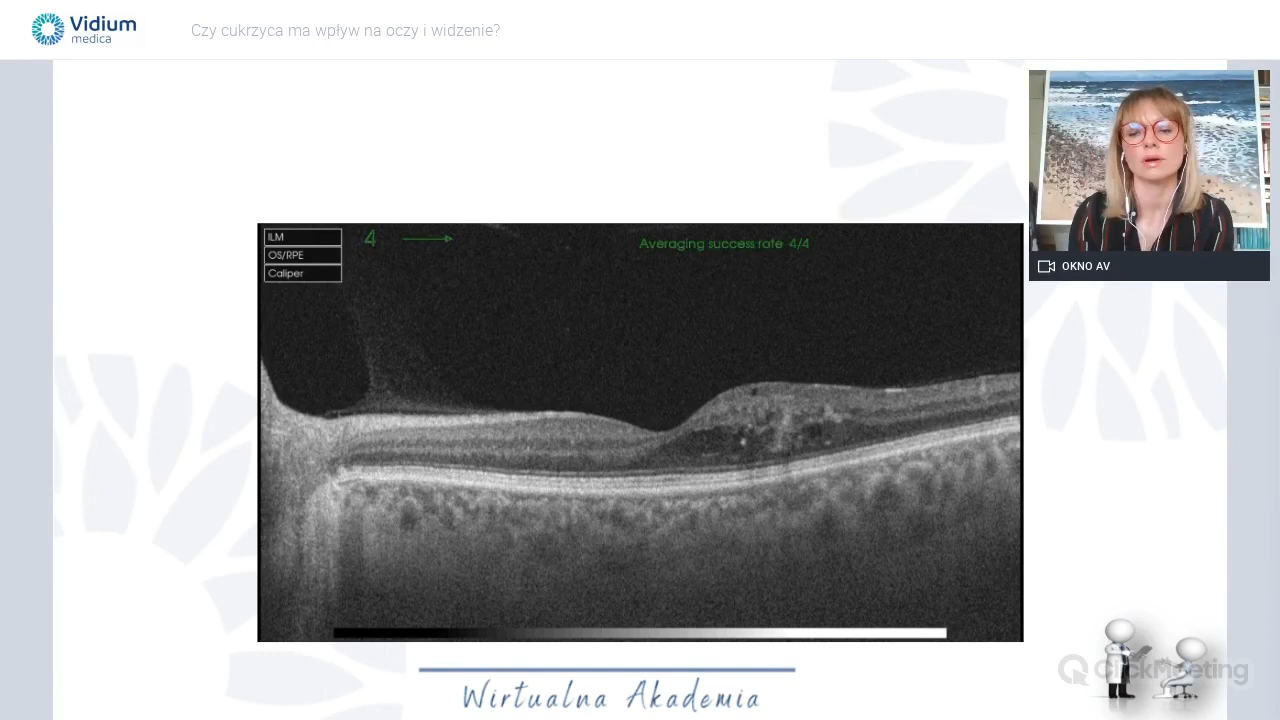 Vidium
medica
Czy cukrzyca ma wpływ na oczy i widzenie?
ILM
OS/RPE
Caliper
4
Averaging success rate 4/4
OKNO AV
Wirtualna Akademia
ClickMeeting